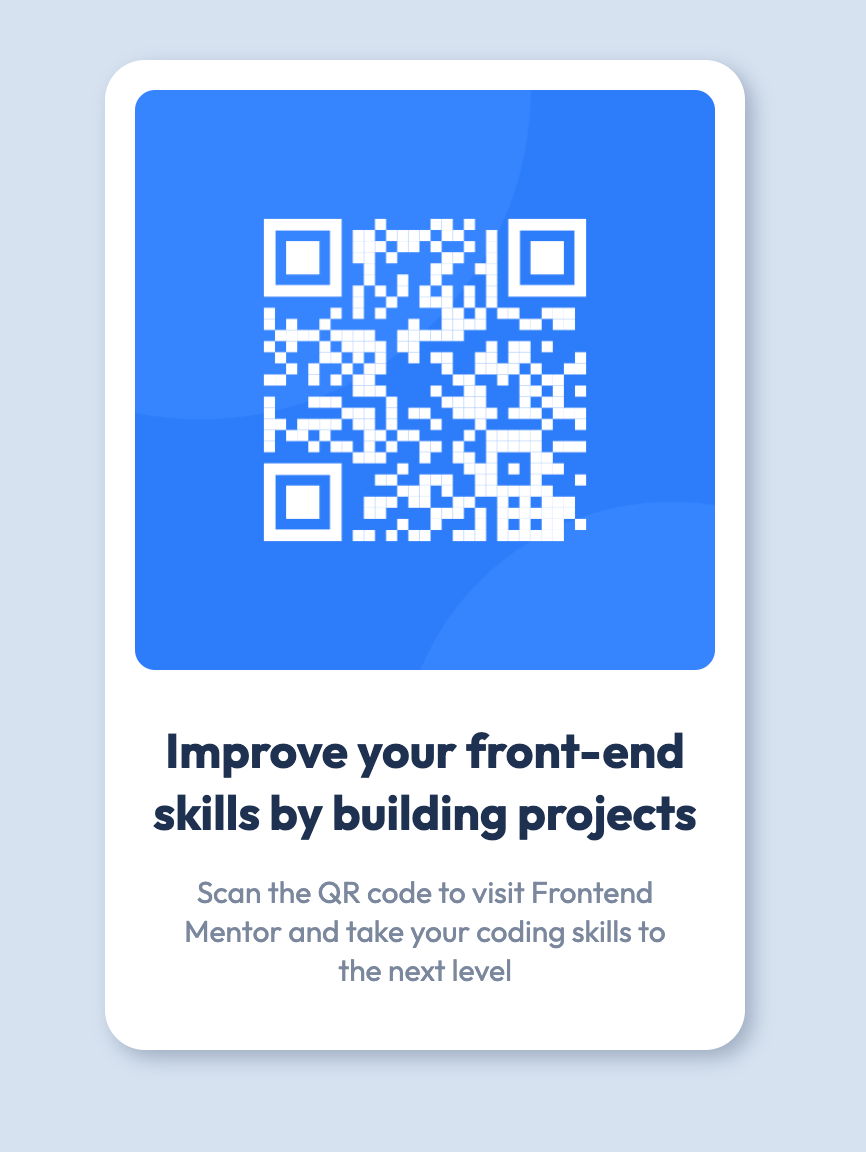 Improve your front-end
skills by building projects
Scan the QR code to visit Frontend
Mentor and take your coding skills to
the next level